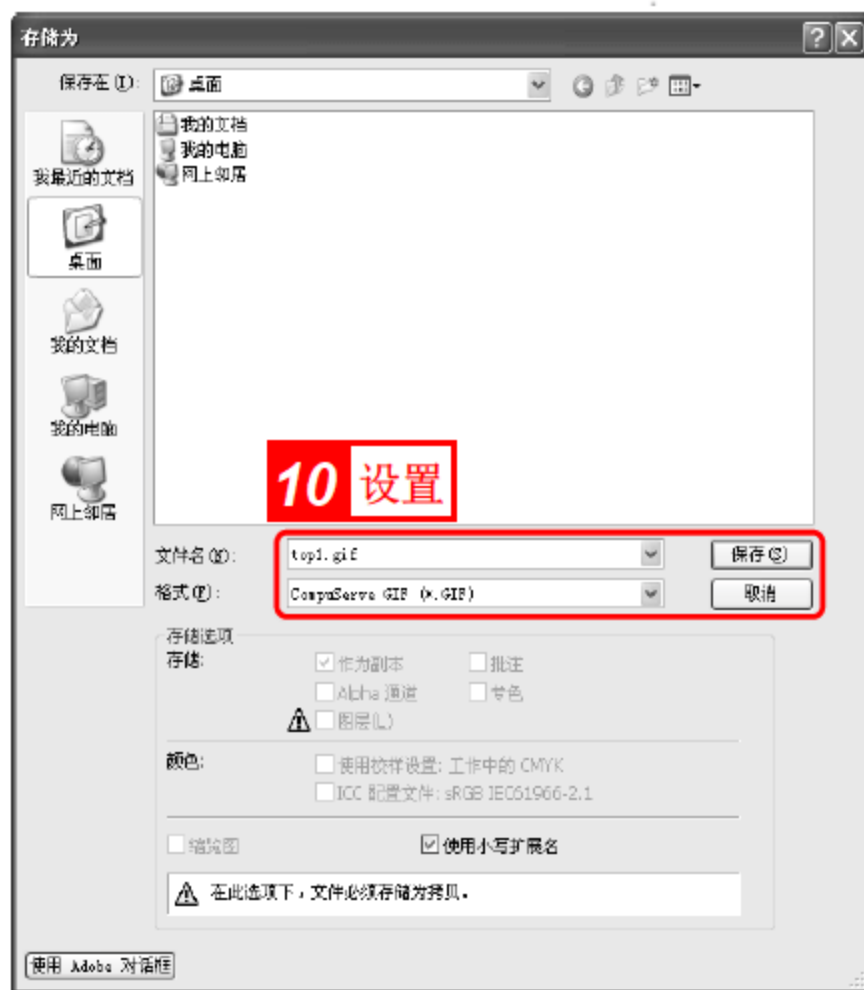 存储为
保存在(I): 桌面
我的文档
我的电脑
网上邻居
我最近的文档
桌面
我的文档
我的电脑
网上邻居
10 设置
文件名(N): top1.gif 保存(S)
格式(F): CompuServe GIF (*.GIF) 取消
存储选项
存储: 作为副本 批注
Alpha 通道 专色
图层(L)
颜色: 使用校样设置: 工作中的 CMYK
ICC 配置文件: sRGB IEC61966-2.1
缩览图 使用小写扩展名
在此选项下，文件必须存储为拷贝。
使用 Adobe 对话框